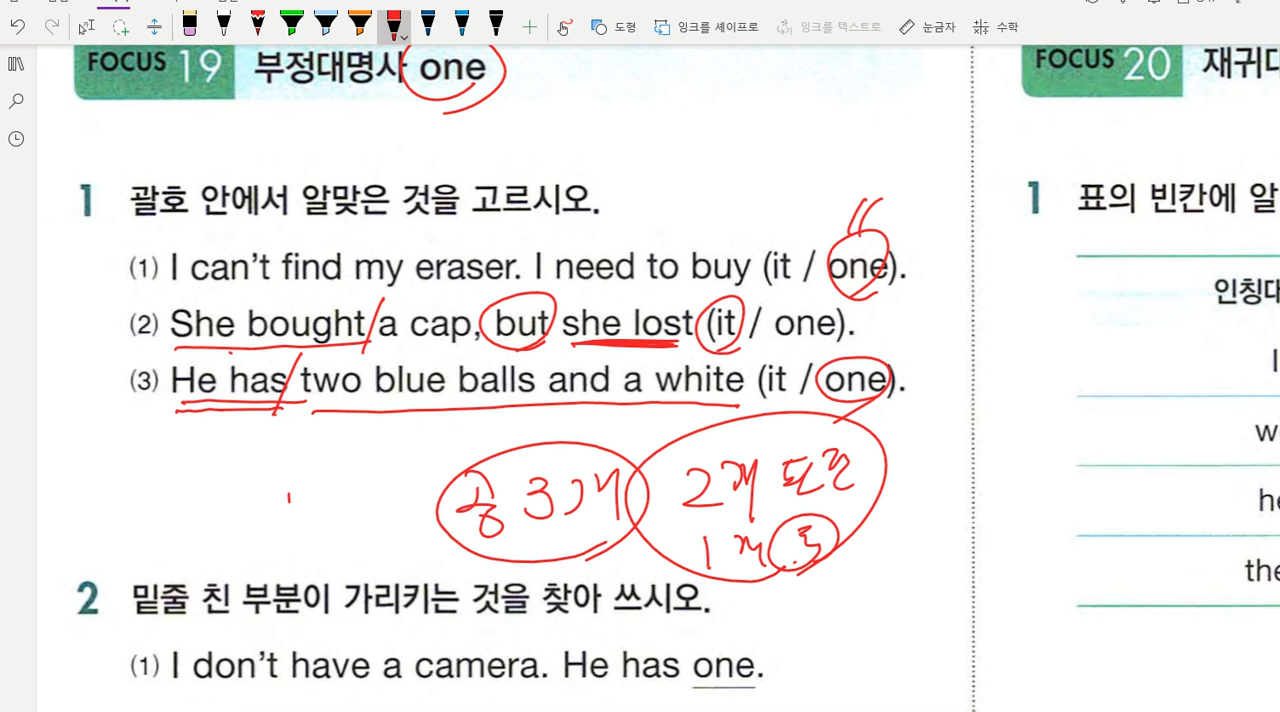 도형
잉크를 셰이프로
잉크를 텍스트로
눈금자
수학
FOCUS 19 부정대명사 one
1 괄호 안에서 알맞은 것을 고르시오.
(1) I can't find my eraser. I need to buy (it / one).
(2) She bought / a cap, but she lost (it / one).
(3) He has / two blue balls and a white (it / one).
총 3개
2개 또는
1개
2 밑줄 친 부분이 가리키는 것을 찾아 쓰시오.
(1) I don't have a camera. He has one.
FOCUS 20 재귀대
1 표의 빈칸에 알
인칭대
I
w
he
the